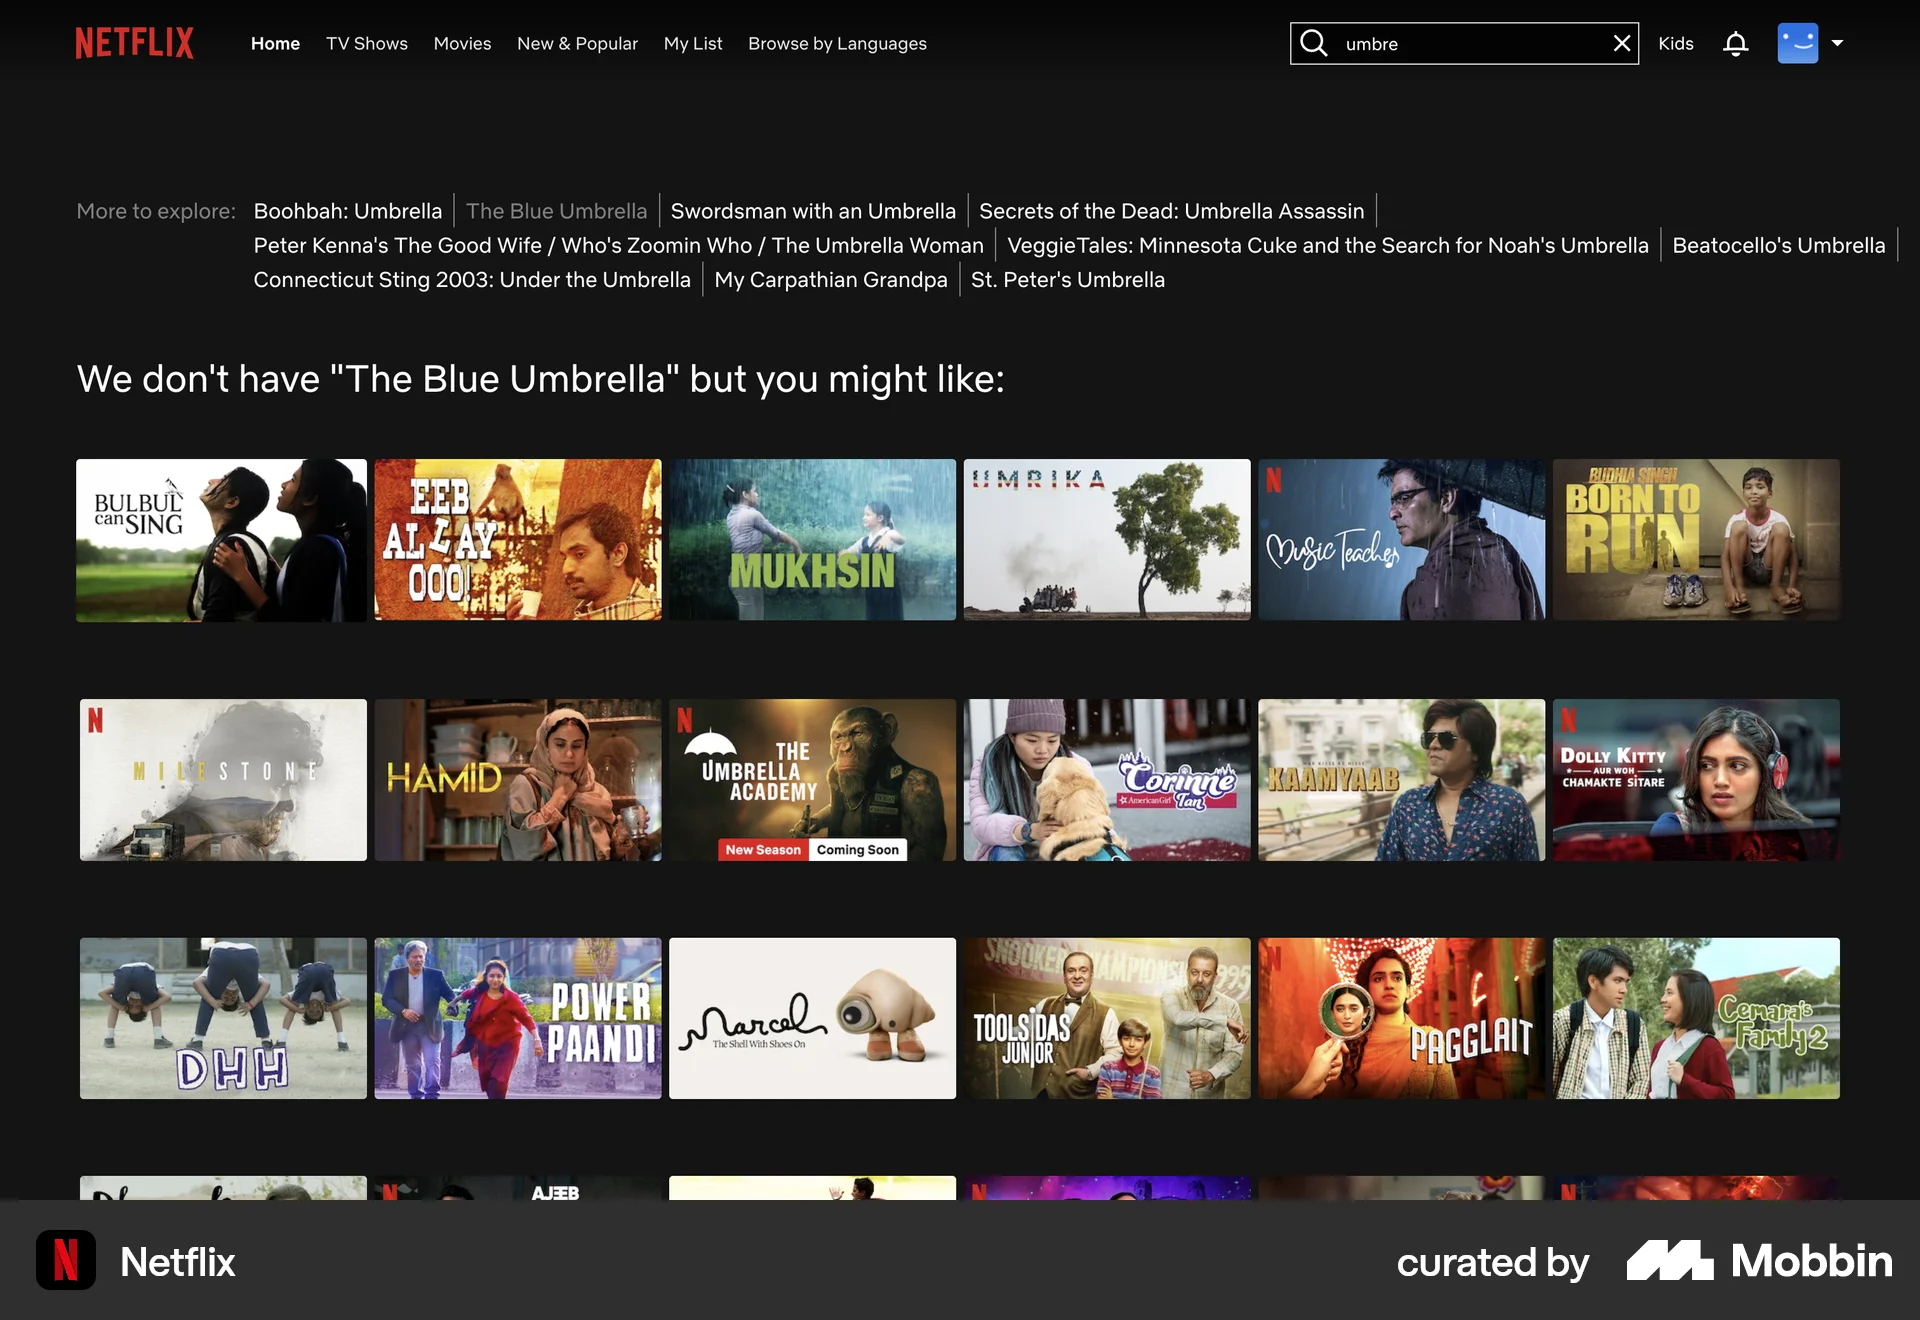 NETFLIX Home TV Shows Movies New & Popular My List Browse by Languages umbre Kids
More to explore: Boohbah: Umbrella The Blue Umbrella Swordsman with an Umbrella Secrets of the Dead: Umbrella Assassin
Peter Kenna's The Good Wife / Who's Zoomin Who / The Umbrella Woman VeggieTales: Minnesota Cuke and the Search for Noah's Umbrella Beatocello's Umbrella
Connecticut Sting 2003: Under the Umbrella My Carpathian Grandpa St. Peter's Umbrella
We don't have "The Blue Umbrella" but you might like:
BULBUL
can SING
EEB
ALLAY
OOO!
MUKHSIN
UMRIKA
N
Music Teacher
BUDHIA SINGH
BORN TO
RUN
N
MILESTONE
HAMID
N
THE
UMBRELLA
ACADEMY
New Season Coming Soon
Corinne
AmericanGirl
Tan
KAAMYAAB
N
DOLLY KITTY
AUR WOH
CHAMAKTE SITARE
DHH
POWER
PAANDI
Marcel
The Shell With Shoes On
SNOOKER CHAMPIONSHIP 1995
TOOLSIDAS
JUNIOR
N
PAGGLAIT
Cemara's
Family 2
N
AJEEB
N
N
N Netflix curated by Mobbin